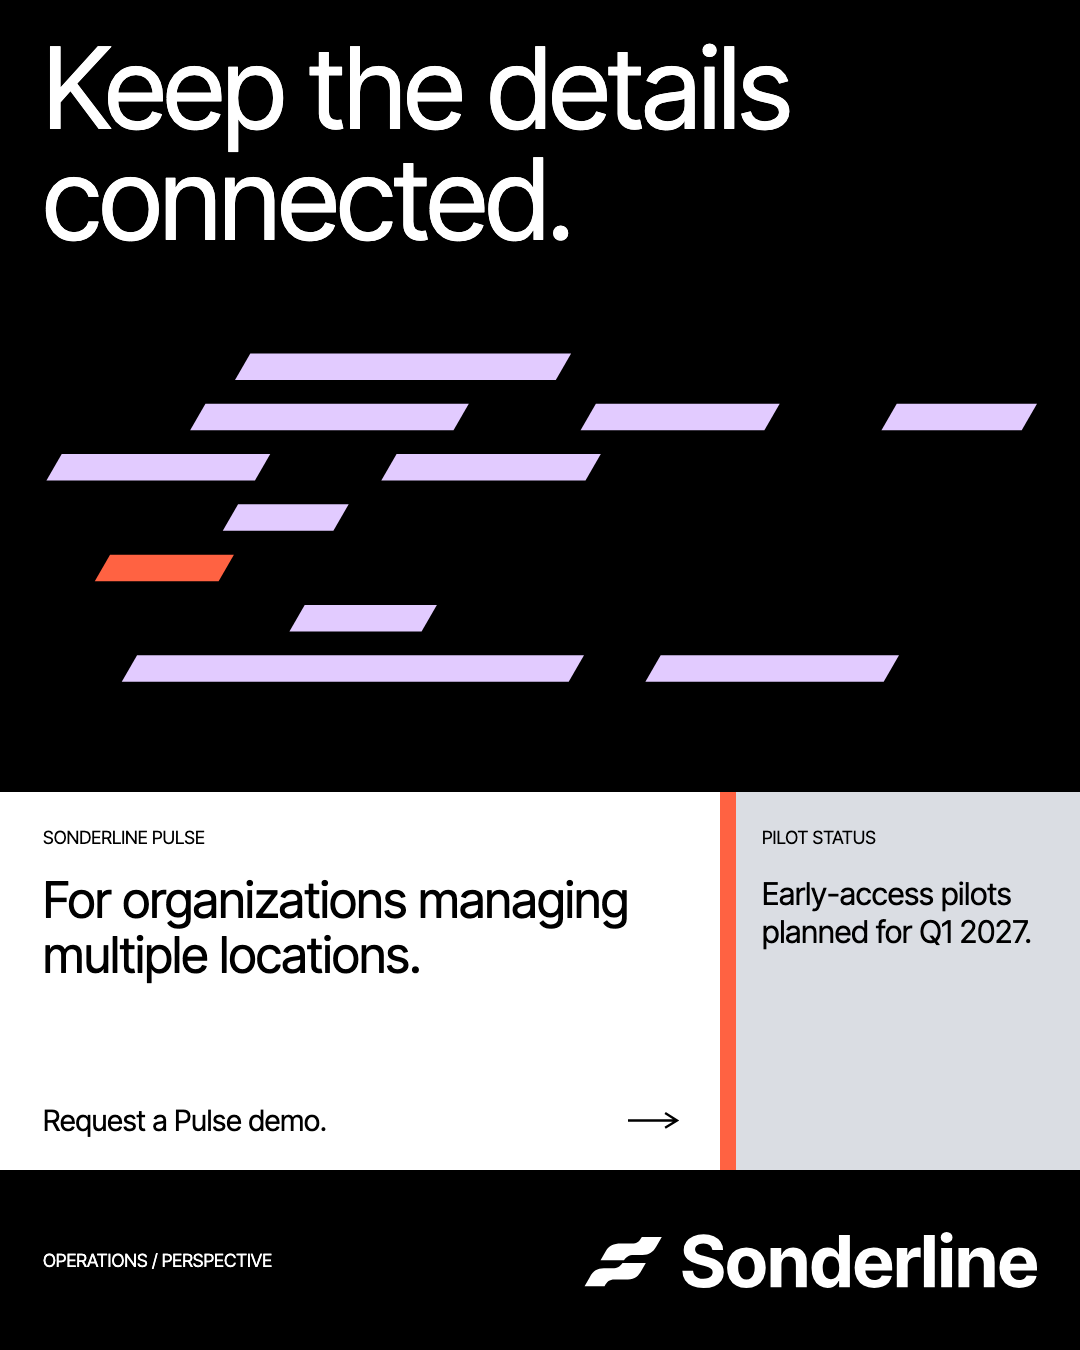 Keep the details
connected.
SONDERLINE PULSE
For organizations managing
multiple locations.
Request a Pulse demo.
PILOT STATUS
Early-access pilots
planned for Q1 2027.
OPERATIONS / PERSPECTIVE
Sonderline